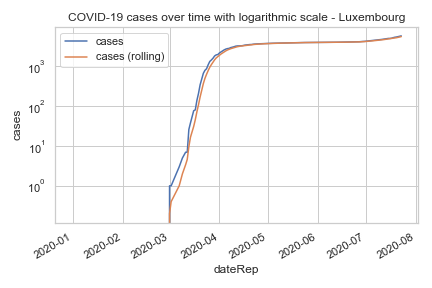 COVID-19 cases over time with logarithmic scale - Luxembourg
cases
cases (rolling)
10³
10²
10¹
10⁰
cases
2020-01
2020-02
2020-03
2020-04
2020-05
2020-06
2020-07
2020-08
dateRep